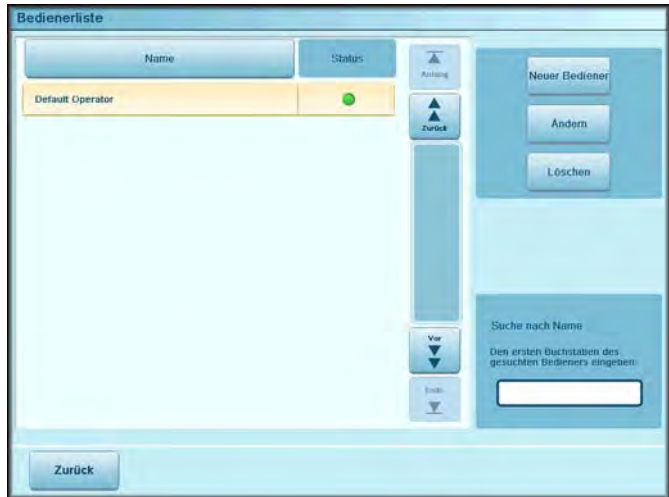 Bedienerliste
Name
Status
Default Operator
Anfang
Zurück
Vor
Ende
Neuer Bediener
Ändern
Löschen
Suche nach Name
Den ersten Buchstaben des
gesuchten Bedieners eingeben:
Zurück